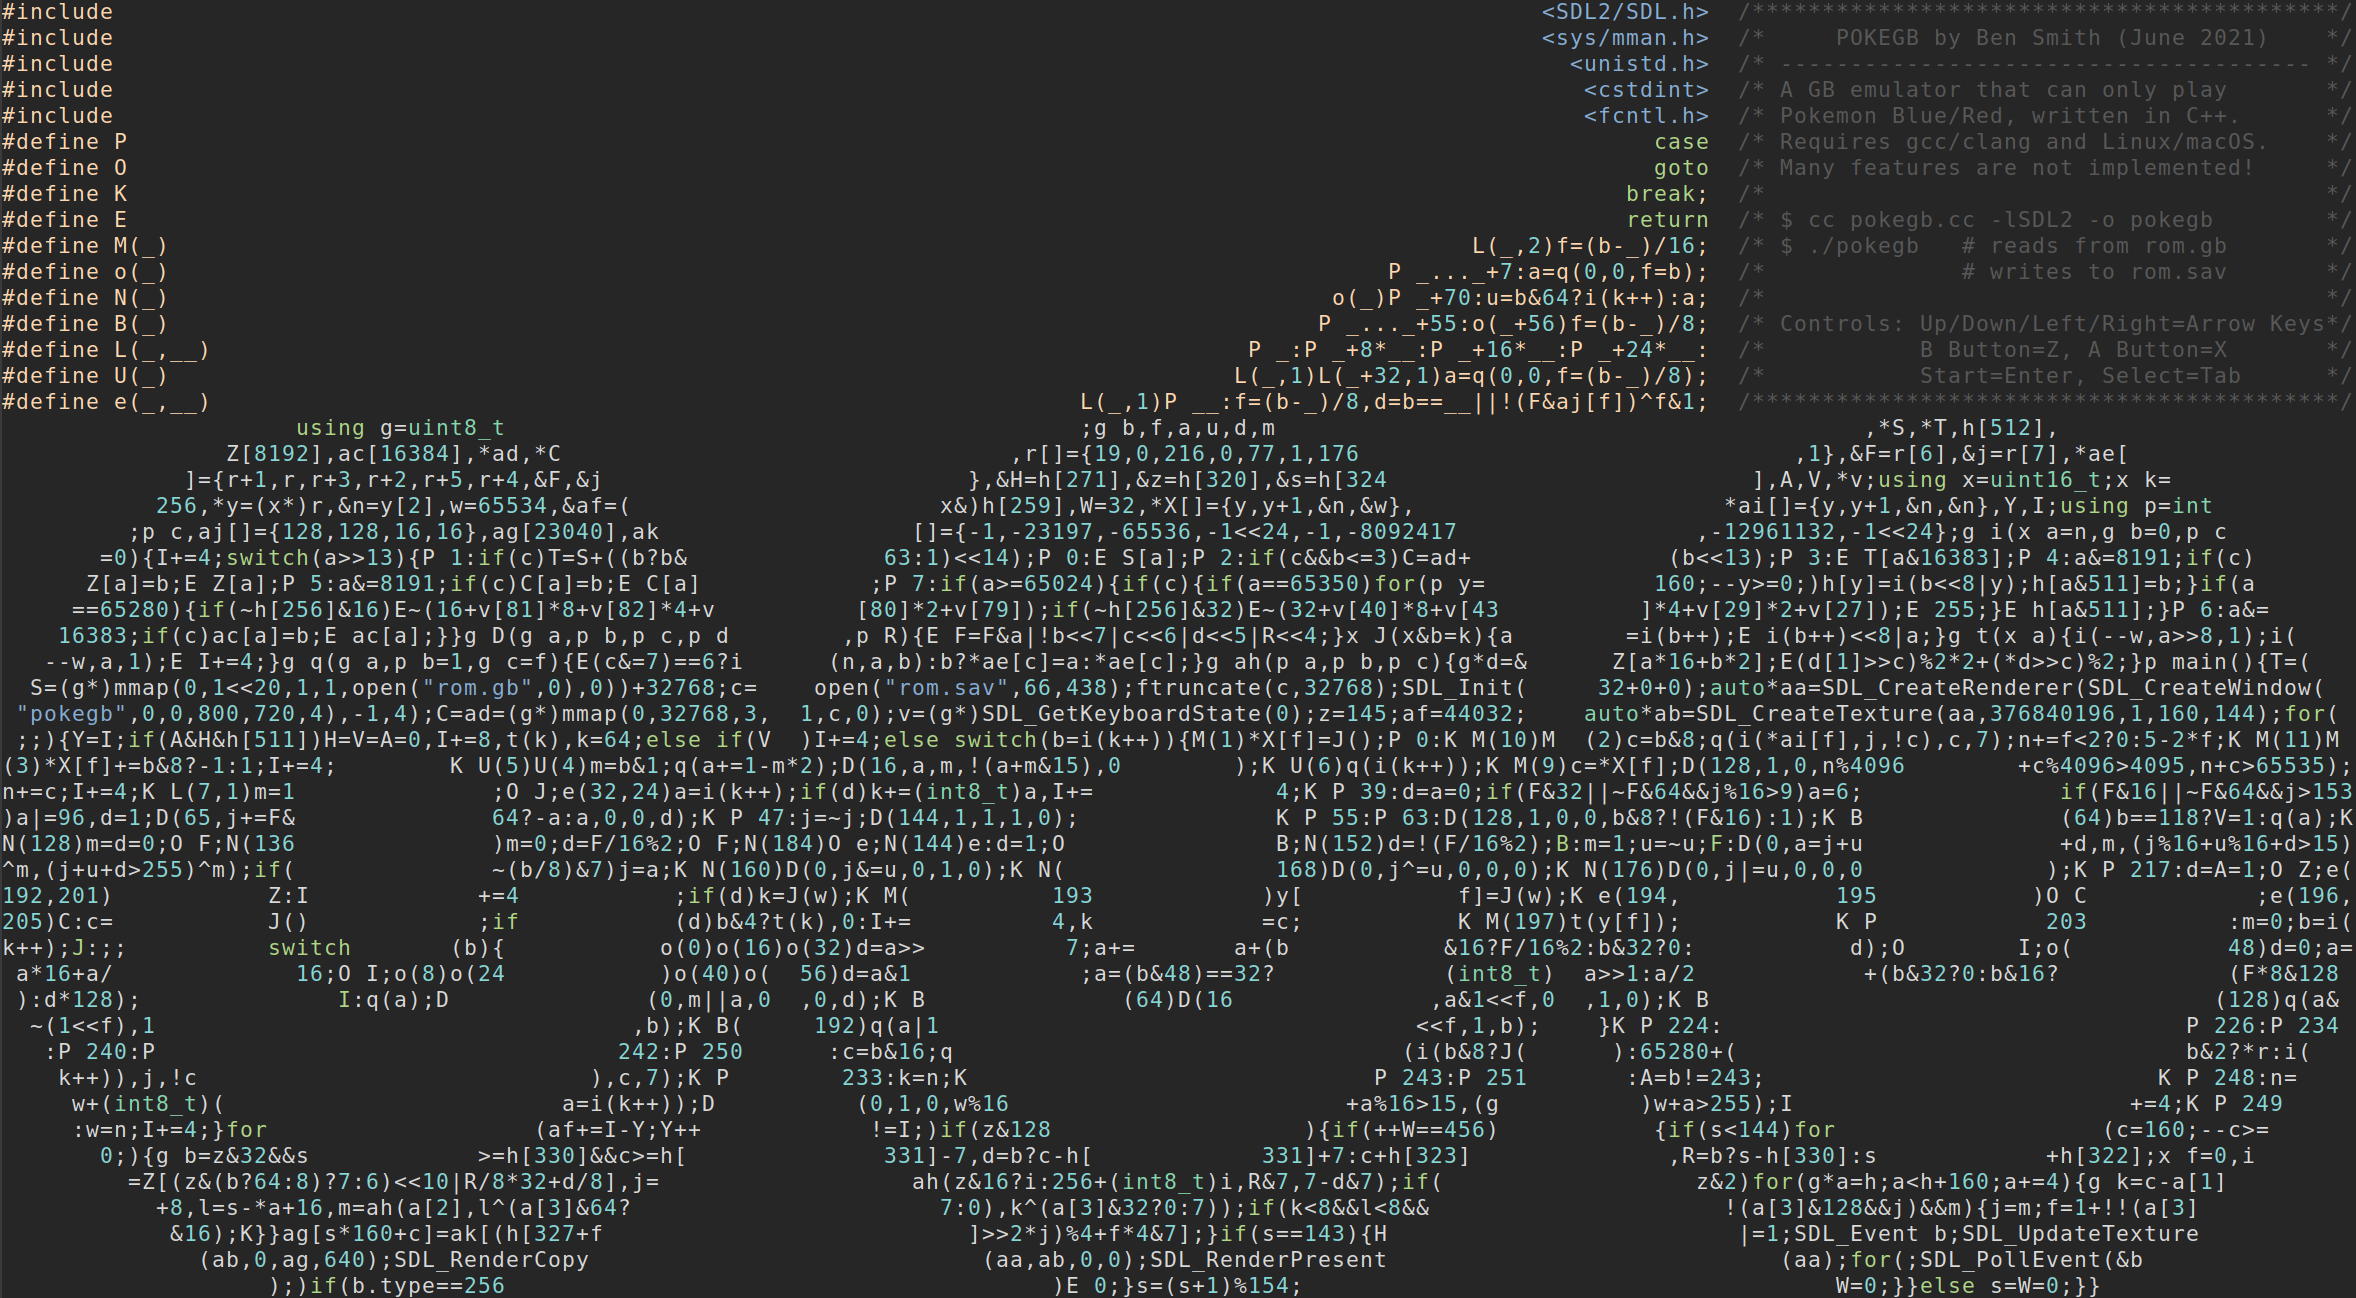 #include <SDL2/SDL.h> /******************************************/
#include <sys/mman.h> /* POKEGB by Ben Smith (June 2021) */
#include <unistd.h> /* -------------------------------------- */
#include <cstdint> /* A GB emulator that can only play */
#include <fcntl.h> /* Pokemon Blue/Red, written in C++. */
#define P case /* Requires gcc/clang and Linux/macOS. */
#define O goto /* Many features are not implemented! */
#define K break; /* */
#define E return /* $ cc pokegb.cc -lSDL2 -o pokegb */
#define M(_) L(_,2)f=(b-_)/16; /* $ ./pokegb # reads from rom.gb */
#define o(_) P _..._+7:a=q(0,0,f=b); /* # writes to rom.sav */
#define N(_) o(_)P _+70:u=b&64?i(k++):a; /* */
#define B(_) P _..._+55:o(_+56)f=(b-_)/8; /* Controls: Up/Down/Left/Right=Arrow Keys*/
#define L(_,__) P _:P _+8*__:P _+16*__:P _+24*__: /* B Button=Z, A Button=X */
#define U(_) L(_,1)L(_+32,1)a=q(0,0,f=(b-_)/8); /* Start=Enter, Select=Tab */
#define e(_,__) L(_,1)P __:f=(b-_)/8,d=b==__||!(F&aj[f])^f&1; /******************************************/
using g=uint8_t ;g b,f,a,u,d,m ,*S,*T,h[512],
Z[8192],ac[16384],*ad,*C ,r[]={19,0,216,0,77,1,176 ,1},&F=r[6],&j=r[7],*ae[
]={r+1,r,r+3,r+2,r+5,r+4,&F,&j },&H=h[271],&z=h[320],&s=h[324 ],A,V,*v;using x=uint16_t;x k=
256,*y=(x*)r,&n=y[2],w=65534,&af=( x&)h[259],W=32,*X[]={y,y+1,&n,&w}, *ai[]={y,y+1,&n,&n},Y,I;using p=int
;p c,aj[]={128,128,16,16},ag[23040],ak []={-1,-23197,-65536,-1<<24,-1,-8092417 ,-12961132,-1<<24};g i(x a=n,g b=0,p c
=0){I+=4;switch(a>>13){P 1:if(c)T=S+((b?b& 63:1)<<14);P 0:E S[a];P 2:if(c&&b<=3)C=ad+ (b<<13);P 3:E T[a&16383];P 4:a&=8191;if(c)
Z[a]=b;E Z[a];P 5:a&=8191;if(c)C[a]=b;E C[a] ;P 7:if(a>=65024){if(c){if(a==65350)for(p y= 160;--y>=0;)h[y]=i(b<<8|y);h[a&511]=b;}if(a
==65280){if(~h[256]&16)E~(16+v[81]*8+v[82]*4+v [80]*2+v[79]);if(~h[256]&32)E~(32+v[40]*8+v[43 ]*4+v[29]*2+v[27]);E 255;}E h[a&511];}P 6:a&=
16383;if(c)ac[a]=b;E ac[a];}}g D(g a,p b,p c,p d ,p R){E F=F&a|!b<<7|c<<6|d<<5|R<<4;}x J(x&b=k){a =i(b++);E i(b++)<<8|a;}g t(x a){i(--w,a>>8,1);i(
--w,a,1);E I+=4;}g q(g a,p b=1,g c=f){E(c&=7)==6?i (n,a,b):b?*ae[c]=a:*ae[c];}g ah(p a,p b,p c){g*d=& Z[a*16+b*2];E(d[1]>>c)%2*2+(*d>>c)%2;}p main(){T=(
S=(g*)mmap(0,1<<20,1,1,open("rom.gb",0),0))+32768;c= open("rom.sav",66,438);ftruncate(c,32768);SDL_Init( 32+0+0);auto*aa=SDL_CreateRenderer(SDL_CreateWindow(
"pokegb",0,0,800,720,4),-1,4);C=ad=(g*)mmap(0,32768,3, 1,c,0);v=(g*)SDL_GetKeyboardState(0);z=145;af=44032; auto*ab=SDL_CreateTexture(aa,376840196,1,160,144);for(
;;){Y=I;if(A&H&h[511])H=V=A=0,I+=8,t(k),k=64;else if(V )I+=4;else switch(b=i(k++)){M(1)*X[f]=J();P 0:K M(10)M (2)c=b&8;q(i(*ai[f],j,!c),c,7);n+=f<2?0:5-2*f;K M(11)M
(3)*X[f]+=b&8?-1:1;I+=4; K U(5)U(4)m=b&1;q(a+=1-m*2);D(16,a,m,!(a+m&15),0 );K U(6)q(i(k++));K M(9)c=*X[f];D(128,1,0,n%4096 +c%4096>4095,n+c>65535);
n+=c;I+=4;K L(7,1)m=1 ;O J;e(32,24)a=i(k++);if(d)k+=(int8_t)a,I+= 4;K P 39:d=a=0;if(F&32||~F&64&&j%16>9)a=6; if(F&16||~F&64&&j>153
)a|=96,d=1;D(65,j+=F& 64?-a:a,0,0,d);K P 47:j=~j;D(144,1,1,1,0); K P 55:P 63:D(128,1,0,0,b&8?!(F&16):1);K B (64)b==118?V=1:q(a);K
N(128)m=d=0;O F;N(136 )m=0;d=F/16%2;O F;N(184)O e;N(144)e:d=1;O B;N(152)d=!(F/16%2);B:m=1;u=~u;F:D(0,a=j+u +d,m,(j%16+u%16+d>15)
^m,(j+u+d>255)^m);if( ~(b/8)&7)j=a;K N(160)D(0,j&=u,0,1,0);K N( 168)D(0,j^=u,0,0,0);K N(176)D(0,j|=u,0,0,0 );K P 217:d=A=1;O Z;e(
192,201) Z:I +=4 ;if(d)k=J(w);K M( 193 )y[ f]=J(w);K e(194, 195 )O C ;e(196,
205)C:c= J() ;if (d)b&4?t(k),0:I+= 4,k =c; K M(197)t(y[f]); K P 203 :m=0;b=i(
k++);J:;; switch (b){ o(0)o(16)o(32)d=a>> 7;a+= a+(b &16?F/16%2:b&32?0: d);O I;o( 48)d=0;a=
a*16+a/ 16;O I;o(8)o(24 )o(40)o( 56)d=a&1 ;a=(b&48)==32? (int8_t) a>>1:a/2 +(b&32?0:b&16? (F*8&128
):d*128); I:q(a);D (0,m||a,0 ,0,d);K B (64)D(16 ,a&1<<f,0 ,1,0);K B (128)q(a&
~(1<<f),1 ,b);K B( 192)q(a|1 <<f,1,b); }K P 224: P 226:P 234
:P 240:P 242:P 250 :c=b&16;q (i(b&8?J( ):65280+( b&2?*r:i(
k++)),j,!c ),c,7);K P 233:k=n;K P 243:P 251 :A=b!=243; K P 248:n=
w+(int8_t)( a=i(k++));D (0,1,0,w%16 +a%16>15,(g )w+a>255);I +=4;K P 249
:w=n;I+=4;}for (af+=I-Y;Y++ !=I;)if(z&128 ){if(++W==456) {if(s<144)for (c=160;--c>=
0;){g b=z&32&&s >=h[330]&&c>=h[ 331]-7,d=b?c-h[ 331]+7:c+h[323] ,R=b?s-h[330]:s +h[322];x f=0,i
=Z[(z&(b?64:8)?7:6)<<10|R/8*32+d/8],j= ah(z&16?i:256+(int8_t)i,R&7,7-d&7);if( z&2)for(g*a=h;a<h+160;a+=4){g k=c-a[1]
+8,l=s-*a+16,m=ah(a[2],l^(a[3]&64? 7:0),k^(a[3]&32?0:7));if(k<8&&l<8&& !(a[3]&128&&j)&&m){j=m;f=1+!!(a[3]
&16);K}}ag[s*160+c]=ak[(h[327+f ]>>2*j)%4+f*4&7];}if(s==143){H |=1;SDL_Event b;SDL_UpdateTexture
(ab,0,ag,640);SDL_RenderCopy (aa,ab,0,0);SDL_RenderPresent (aa);for(;SDL_PollEvent(&b
);)if(b.type==256 )E 0;}s=(s+1)%154; W=0;}}else s=W=0;}}